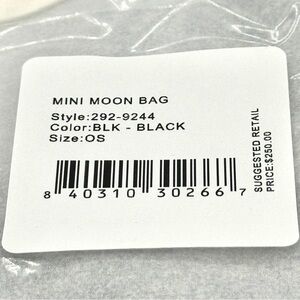 MINI MOON BAG
Style:292-9244
Color:BLK - BLACK
Size:OS
8 40310 30266 7
SUGGESTED RETAIL
PRICE:$250.00